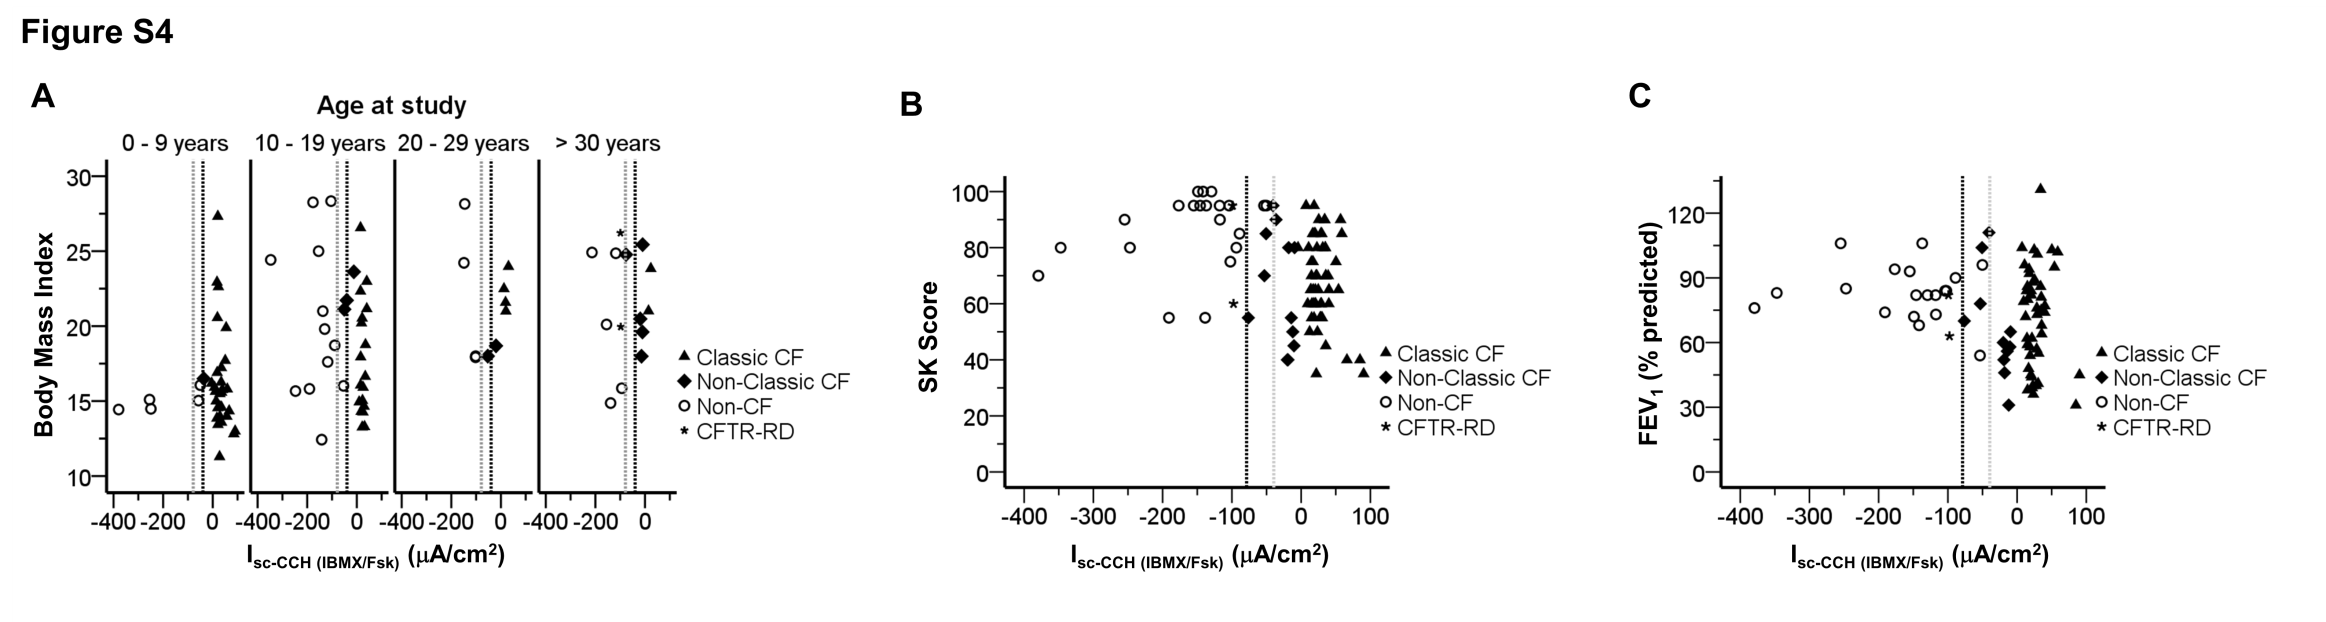 Figure S4
A
Age at study
0 - 9 years
10 - 19 years
20 - 29 years
> 30 years
Body Mass Index
30
25
20
15
10
-400 -200 0
-400 -200 0
-400 -200 0
-400 -200 0
Isc-CCH (IBMX/Fsk) (μA/cm²)
Classic CF
Non-Classic CF
Non-CF
* CFTR-RD
B
SK Score
100
80
60
40
20
0
-400 -300 -200 -100 0 100
Isc-CCH (IBMX/Fsk) (μA/cm²)
Classic CF
Non-Classic CF
Non-CF
* CFTR-RD
C
FEV1 (% predicted)
120
90
60
30
0
-400 -300 -200 -100 0 100
Isc-CCH (IBMX/Fsk) (μA/cm²)
Classic CF
Non-Classic CF
Non-CF
* CFTR-RD